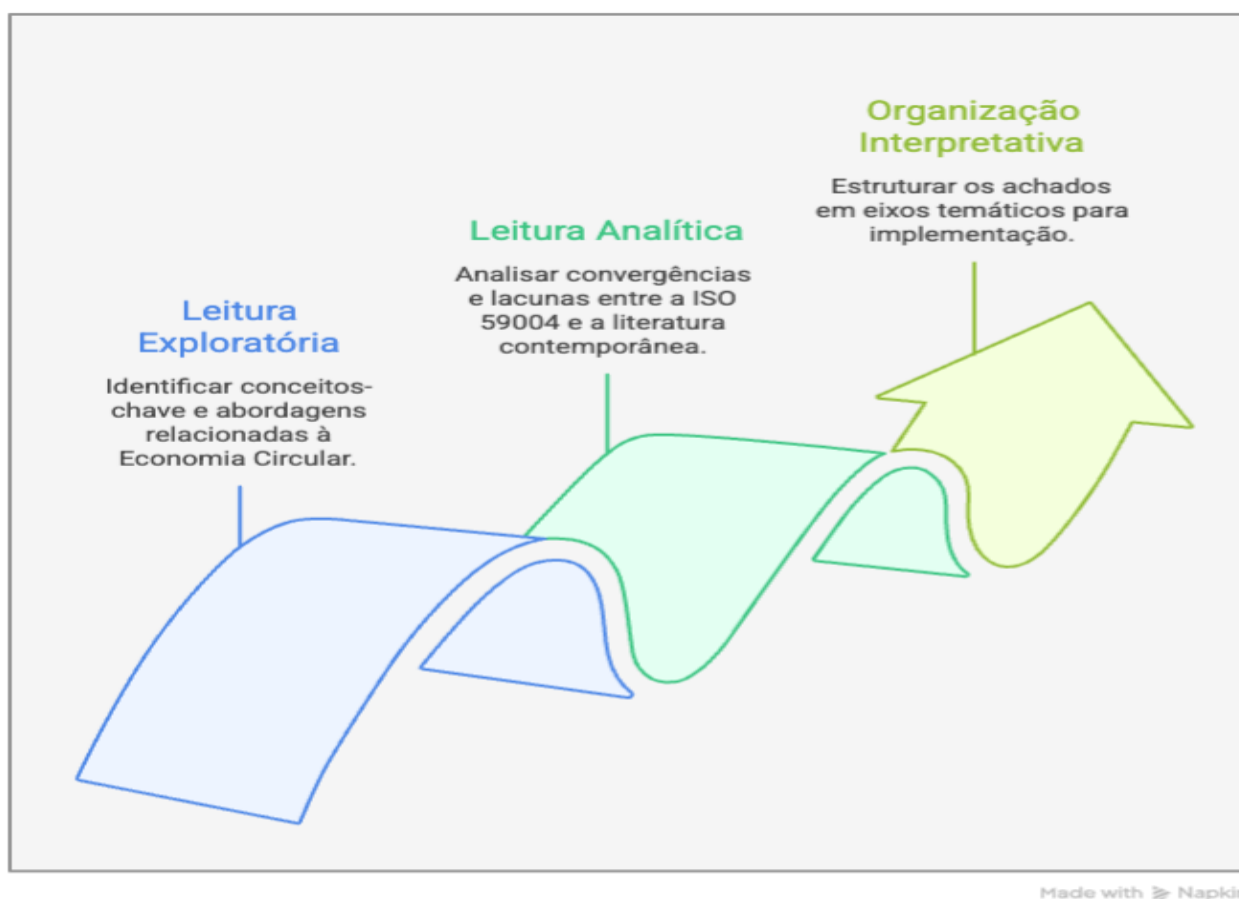 Organização
Interpretativa
Estruturar os achados
em eixos temáticos para
implementação.
Leitura Analítica
Analisar convergências
e lacunas entre a ISO
59004 e a literatura
contemporânea.
Leitura
Exploratória
Identificar conceitos-
chave e abordagens
relacionadas à
Economia Circular.
Made with Napkin